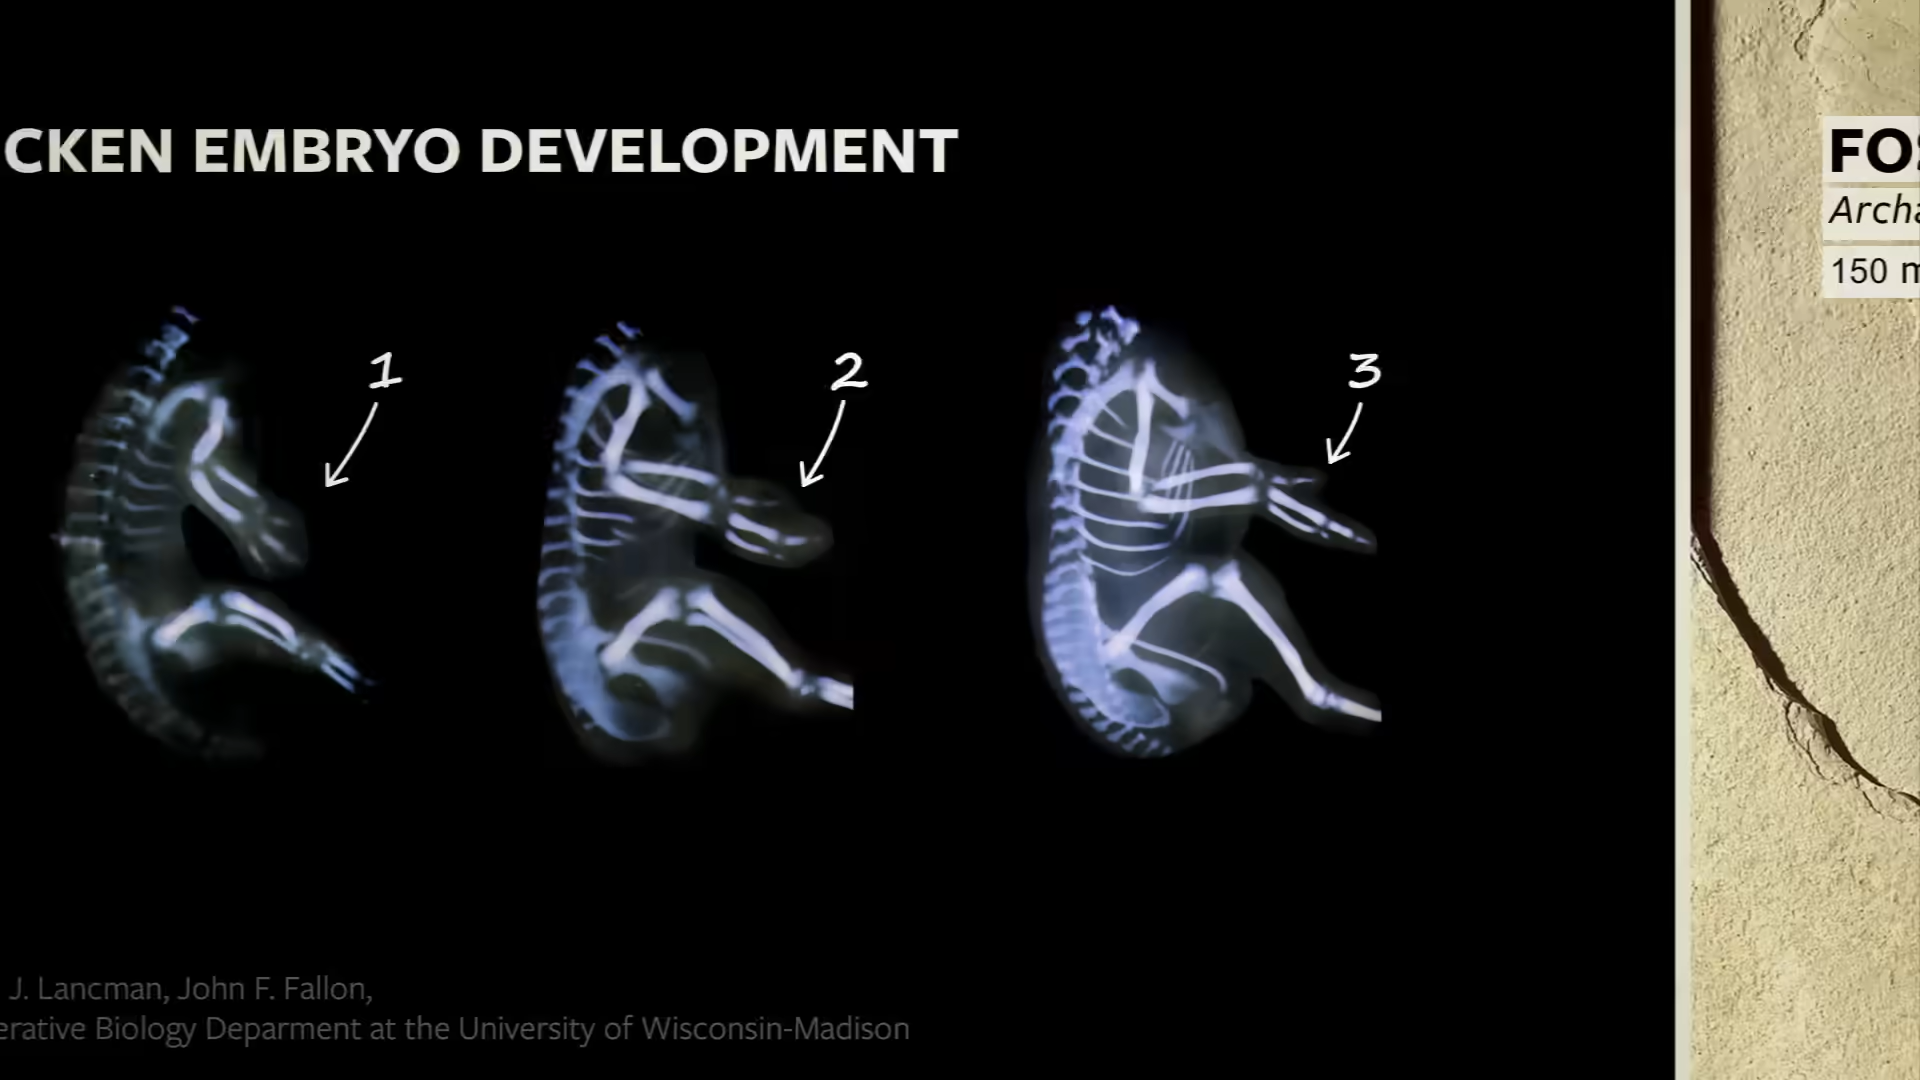 CKEN EMBRYO DEVELOPMENT
1
2
3
J. Lancman, John F. Fallon,
erative Biology Deparment at the University of Wisconsin-Madison
FOS
Archa
150 m